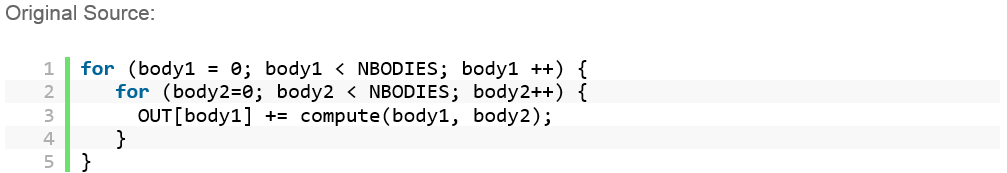 Original Source:
1 for (body1 = 0; body1 < NBODIES; body1 ++) {
2    for (body2=0; body2 < NBODIES; body2++) {
3      OUT[body1] += compute(body1, body2);
4    }
5 }